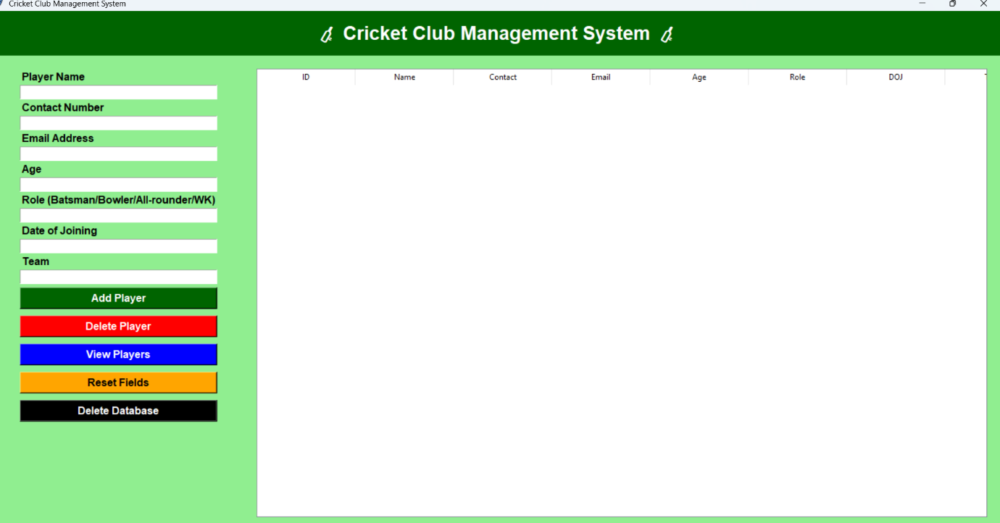 Cricket Club Management System
🏏 Cricket Club Management System 🏏
Player Name
Contact Number
Email Address
Age
Role (Batsman/Bowler/All-rounder/WK)
Date of Joining
Team
Add Player
Delete Player
View Players
Reset Fields
Delete Database
ID Name Contact Email Age Role DOJ